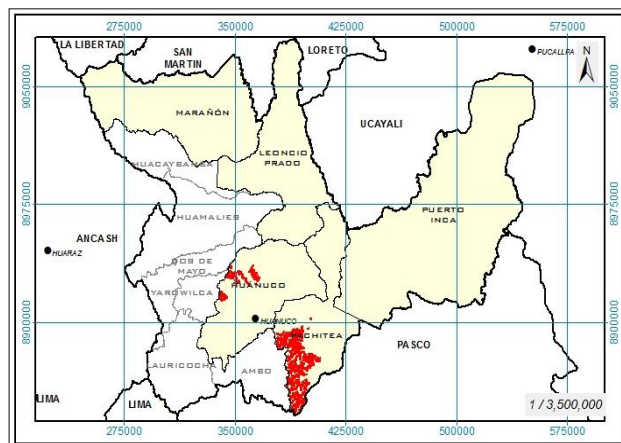 275000 350000 425000 500000 575000
LA LIBERTAD
SAN
MARTIN
LORETO
PUCALLPA
N
9050000
9050000
MARAÑÓN
UCAYALI
LEONCIO
PRADO
HUACAYBAMBA
8975000
8975000
HUAMALIES
PUERTO
INCA
ANCASH
HUARAZ
DOS DE
MAYO
YAROWILCA
HUANUCO
HUANUCO
8900000
8900000
PACHITEA
PASCO
LAURICOCHA
AMBO
LIMA
LIMA
1 / 3,500,000
275000 350000 425000 500000 575000